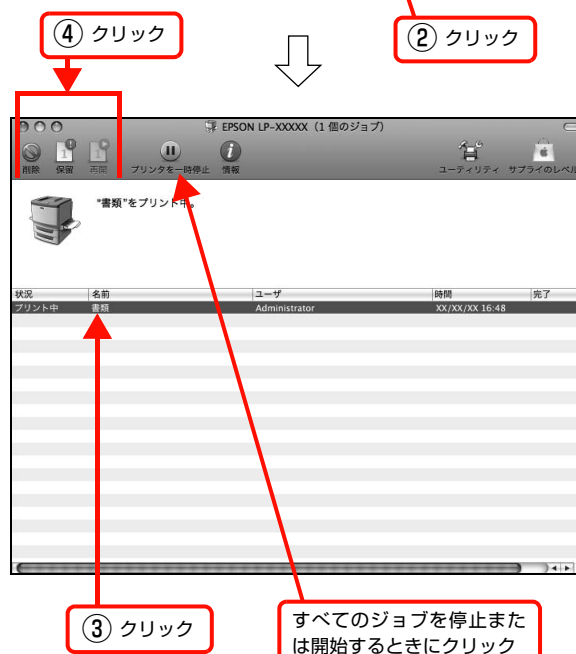 ④ クリック
② クリック
EPSON LP-XXXXX（1 個のジョブ）
削除 保留 再開 プリンタを一時停止 情報 ユーティリティ サプライのレベル
"書類"をプリント中。
状況 名前 ユーザ 時間 完了
プリント中 書類 Administrator XX/XX/XX 16:48
③ クリック
すべてのジョブを停止また
は開始するときにクリック